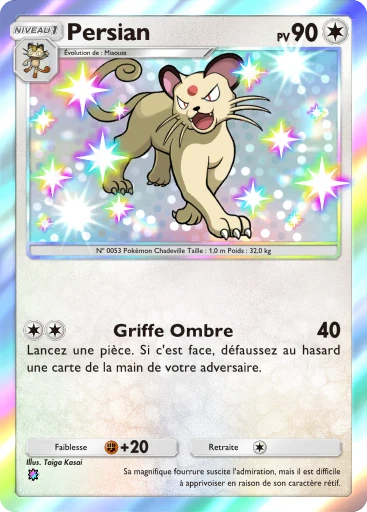 NIVEAU 1
Persian
PV 90
Évolution de : Miaouss
N° 0053 Pokémon Chadeville Taille : 1,0 m Poids : 32,0 kg
Griffe Ombre 40
Lancez une pièce. Si c'est face, défaussez au hasard
une carte de la main de votre adversaire.
Faiblesse +20 Retraite
Illus. Taiga Kasai
Sa magnifique fourrure suscite l'admiration, mais il est difficile
à apprivoiser en raison de son caractère rétif.